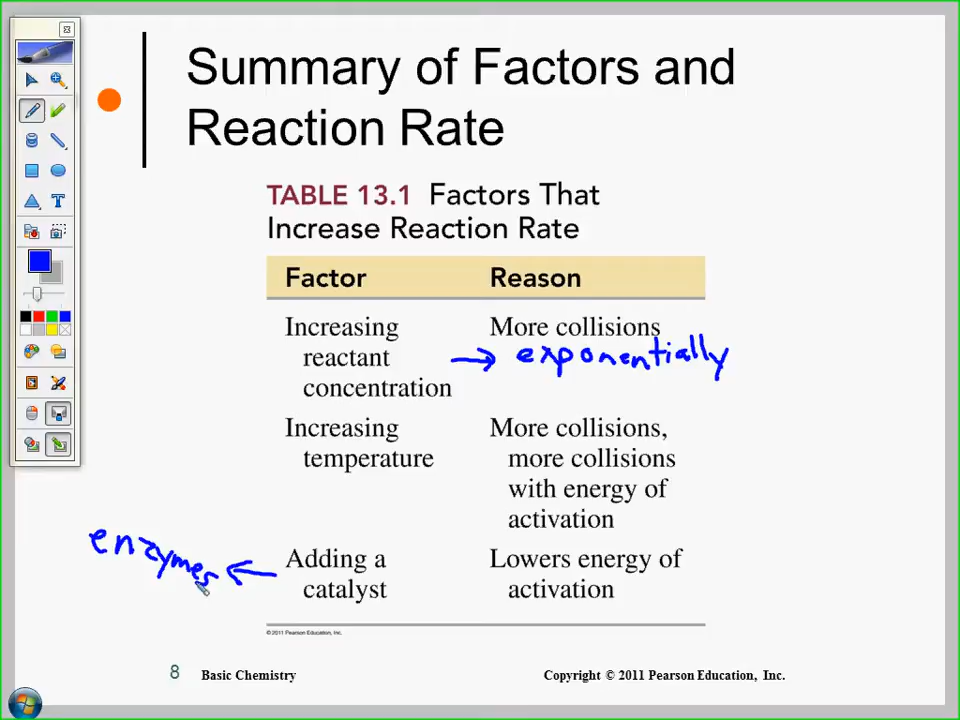 Summary of Factors and
Reaction Rate
TABLE 13.1 Factors That
Increase Reaction Rate
Factor Reason
Increasing More collisions
reactant → exponentially
concentration
Increasing More collisions,
temperature more collisions
with energy of
activation
enzymes ← Adding a Lowers energy of
catalyst activation
© 2011 Pearson Education, Inc.
8 Basic Chemistry Copyright © 2011 Pearson Education, Inc.
T